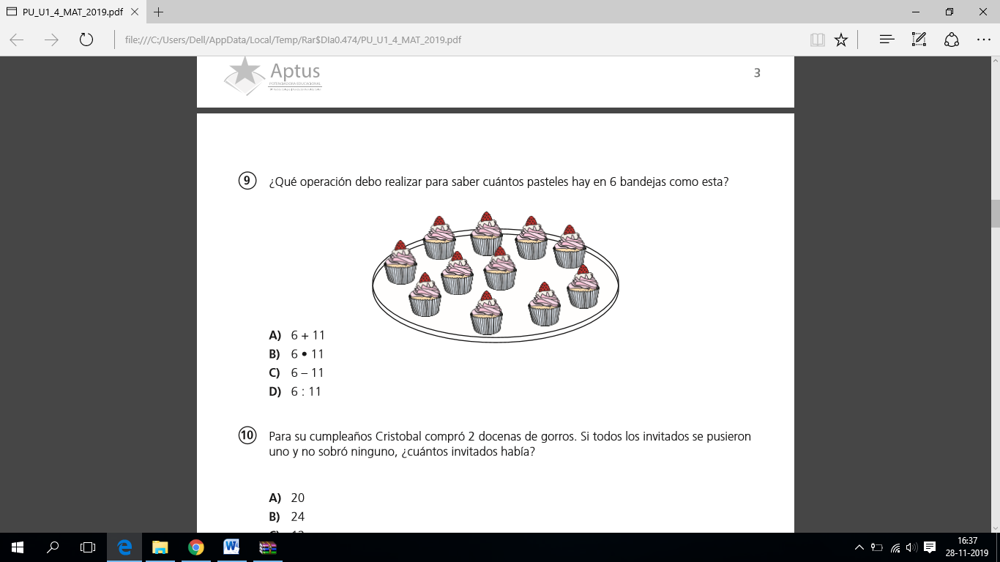 PU_U1_4_MAT_2019.pdf
file:///C:/Users/Dell/AppData/Local/Temp/Rar$DIa0.474/PU_U1_4_MAT_2019.pdf
Aptus
POTENCIADORA EDUCACIONAL
3
9 ¿Qué operación debo realizar para saber cuántos pasteles hay en 6 bandejas como esta?
A) 6 + 11
B) 6 • 11
C) 6 – 11
D) 6 : 11
10 Para su cumpleaños Cristobal compró 2 docenas de gorros. Si todos los invitados se pusieron
uno y no sobró ninguno, ¿cuántos invitados había?
A) 20
B) 24
16:37
28-11-2019